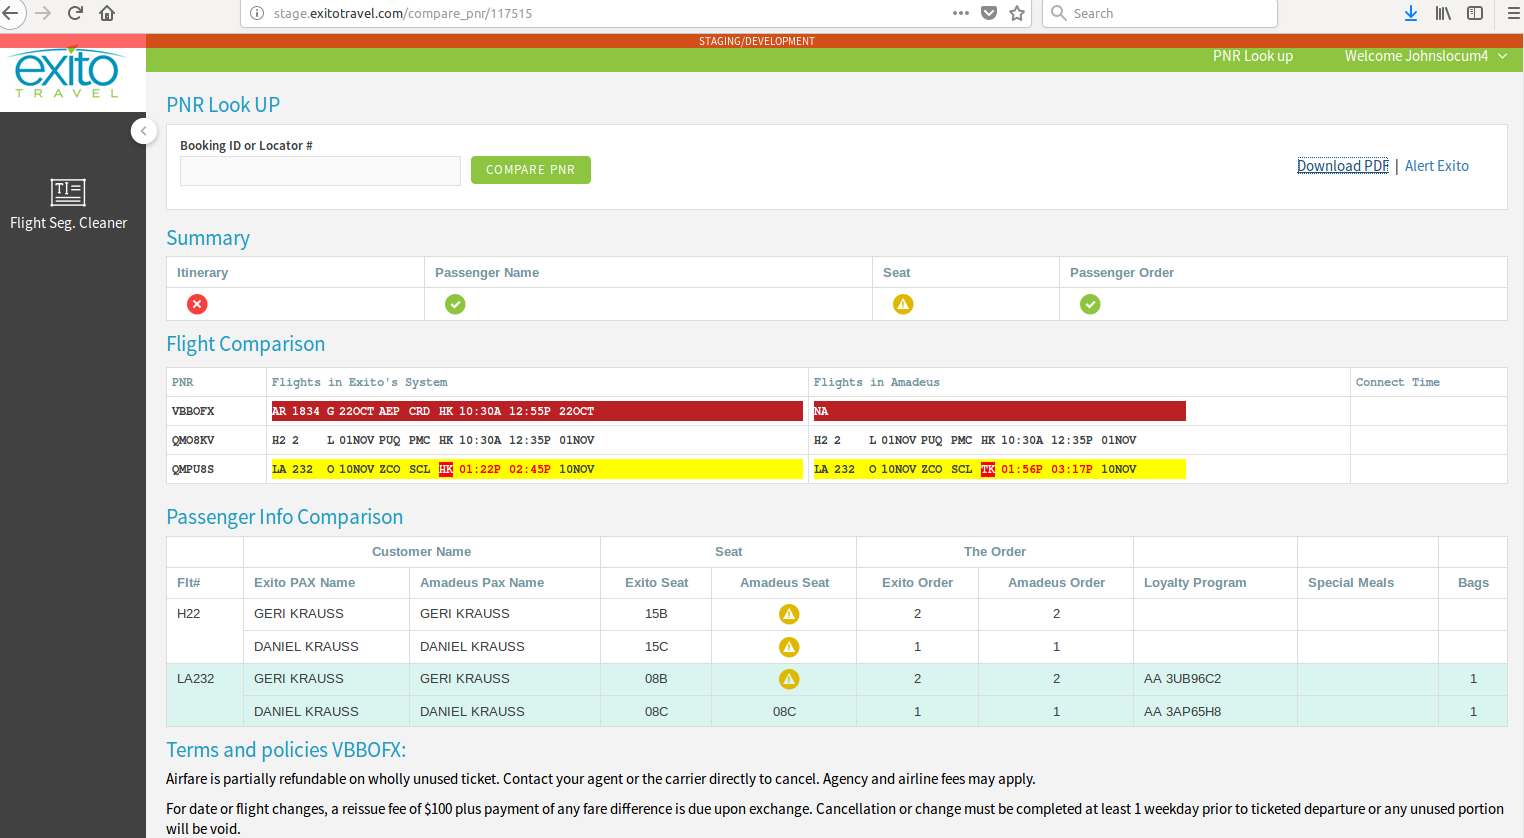 stage.exitotravel.com/compare_pnr/117515
Search
STAGING/DEVELOPMENT
exito
TRAVEL
PNR Look up
Welcome Johnslocum4
Flight Seg. Cleaner
PNR Look UP
Booking ID or Locator #
COMPARE PNR
Download PDF | Alert Exito
Summary
Itinerary Passenger Name Seat Passenger Order
Flight Comparison
PNR Flights in Exito's System Flights in Amadeus Connect Time
VBBOFX AR 1834 G 22OCT AEP CRD HK 10:30A 12:55P 22OCT NA
QMO8KV H2 2 L 01NOV PUQ PMC HK 10:30A 12:35P 01NOV H2 2 L 01NOV PUQ PMC HK 10:30A 12:35P 01NOV
QMPU8S LA 232 O 10NOV ZCO SCL HK 01:22P 02:45P 10NOV LA 232 O 10NOV ZCO SCL TK 01:56P 03:17P 10NOV
Passenger Info Comparison
Customer Name Seat The Order
Flt# Exito PAX Name Amadeus Pax Name Exito Seat Amadeus Seat Exito Order Amadeus Order Loyalty Program Special Meals Bags
H22 GERI KRAUSS GERI KRAUSS 15B 2 2
DANIEL KRAUSS DANIEL KRAUSS 15C 1 1
LA232 GERI KRAUSS GERI KRAUSS 08B 2 2 AA 3UB96C2 1
DANIEL KRAUSS DANIEL KRAUSS 08C 08C 1 1 AA 3AP65H8 1
Terms and policies VBBOFX:
Airfare is partially refundable on wholly unused ticket. Contact your agent or the carrier directly to cancel. Agency and airline fees may apply.
For date or flight changes, a reissue fee of $100 plus payment of any fare difference is due upon exchange. Cancellation or change must be completed at least 1 weekday prior to ticketed departure or any unused portion
will be void.